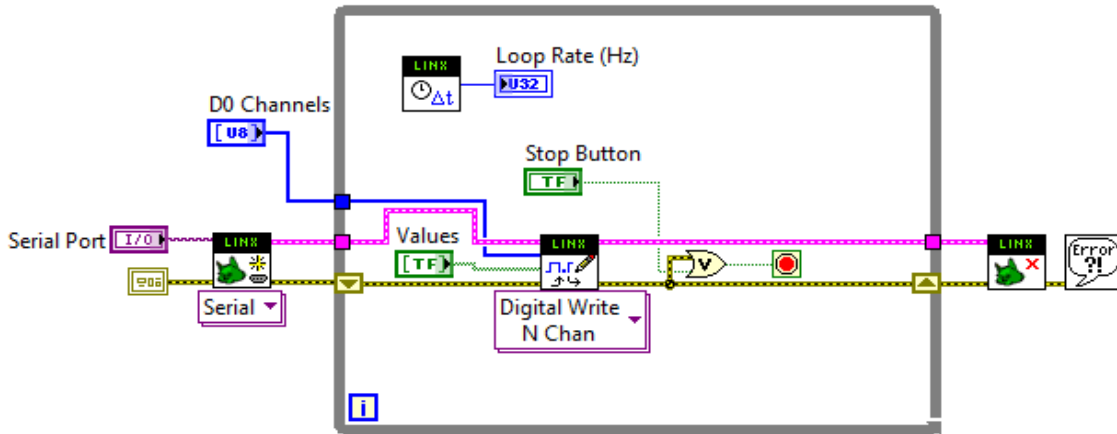 LINX
Δt
Loop Rate (Hz)
U32
D0 Channels
[U8]
Stop Button
TF
Serial Port
I/O
LINX
Serial
Values
[TF]
LINX
Digital Write
N Chan
V
LINX
Error
?!
i